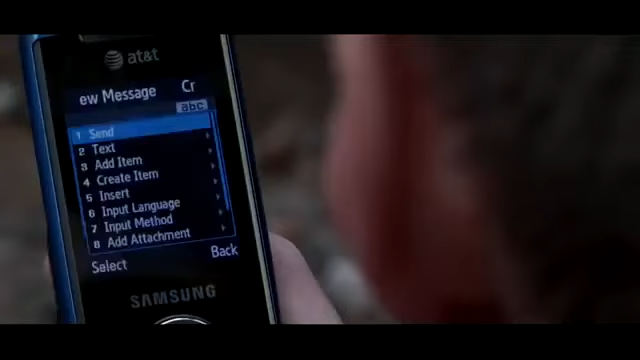 at&t
ew Message Cr
abc
1 Send
2 Text
3 Add Item
4 Create Item
5 Insert
6 Input Language
7 Input Method
8 Add Attachment
Select Back
SAMSUNG